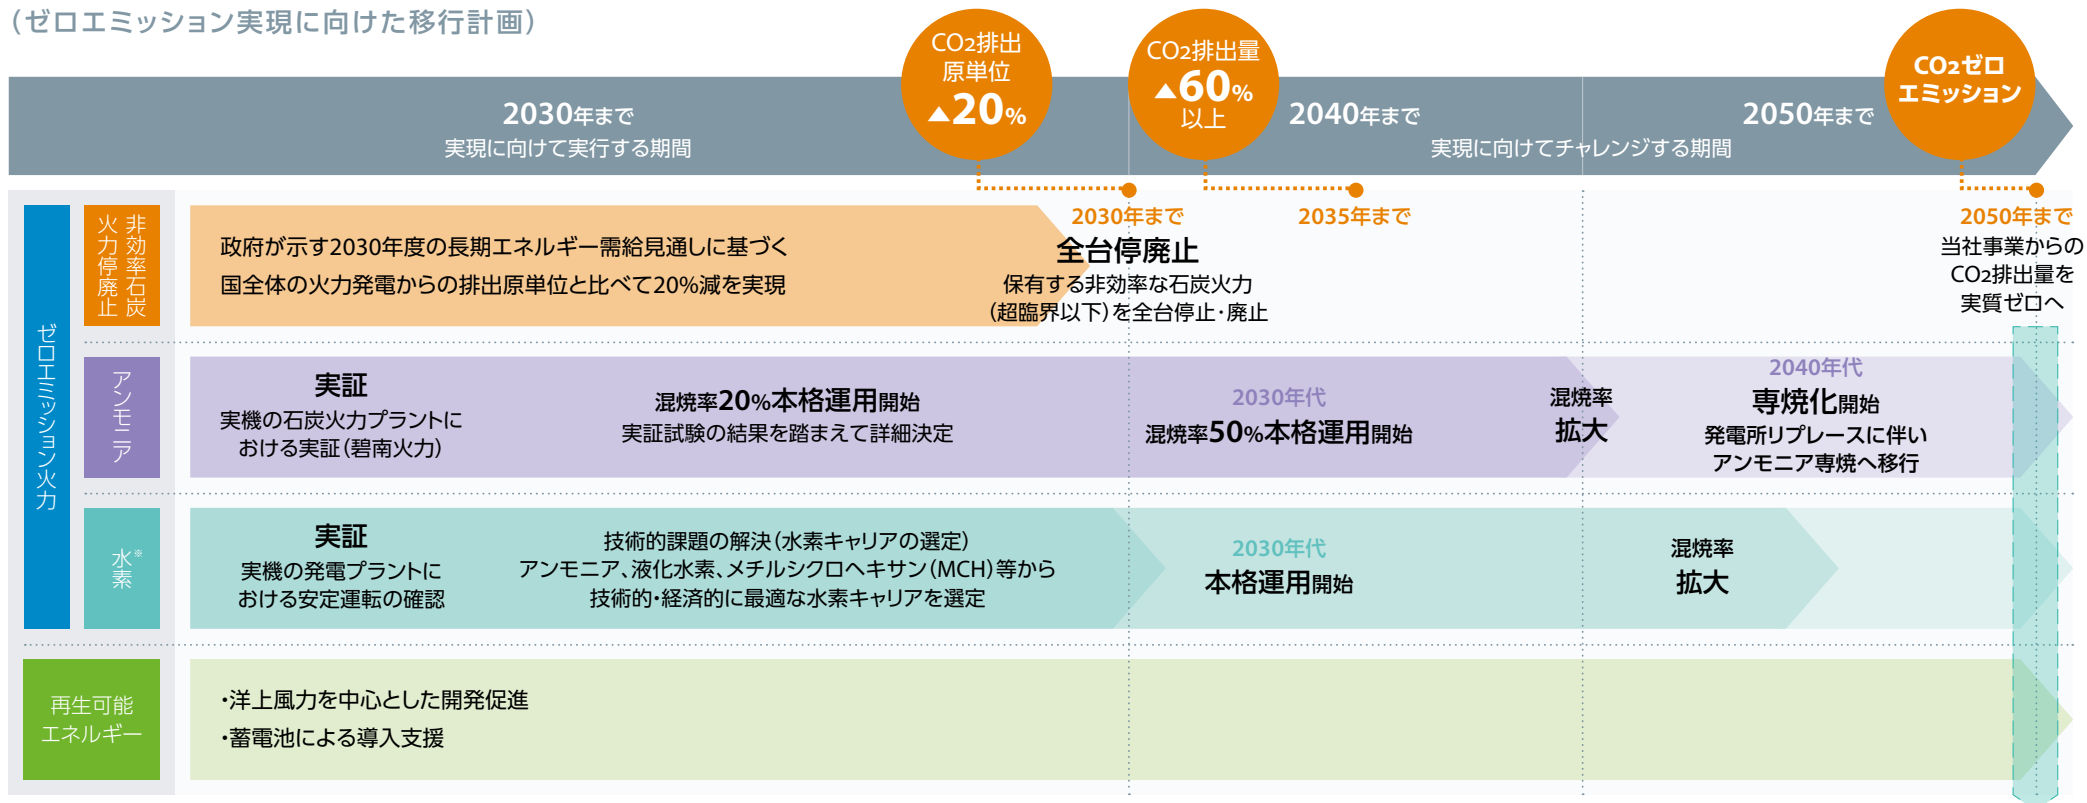 (ゼロエミッション実現に向けた移行計画)
CO2排出
原単位
▲20%
CO2排出量
▲60%
以上
CO2ゼロ
エミッション
2030年まで
実現に向けて実行する期間
2040年まで
2050年まで
実現に向けてチャレンジする期間
2030年まで
2035年まで
2050年まで
ゼロエミッション火力
非効率石炭
火力停廃止
政府が示す2030年度の長期エネルギー需給見通しに基づく
国全体の火力発電からの排出原単位と比べて20%減を実現
全台停廃止
保有する非効率な石炭火力
(超臨界以下)を全台停止・廃止
当社事業からの
CO2排出量を
実質ゼロへ
アンモニア
実証
実機の石炭火力プラントに
おける実証(碧南火力)
混焼率20%本格運用開始
実証試験の結果を踏まえて詳細決定
2030年代
混焼率50%本格運用開始
混焼率
拡大
2040年代
専焼化開始
発電所リプレースに伴い
アンモニア専焼へ移行
水素※
実証
実機の発電プラントに
おける安定運転の確認
技術的課題の解決(水素キャリアの選定)
アンモニア、液化水素、メチルシクロヘキサン(MCH)等から
技術的・経済的に最適な水素キャリアを選定
2030年代
本格運用開始
混焼率
拡大
再生可能
エネルギー
・洋上風力を中心とした開発促進
・蓄電池による導入支援